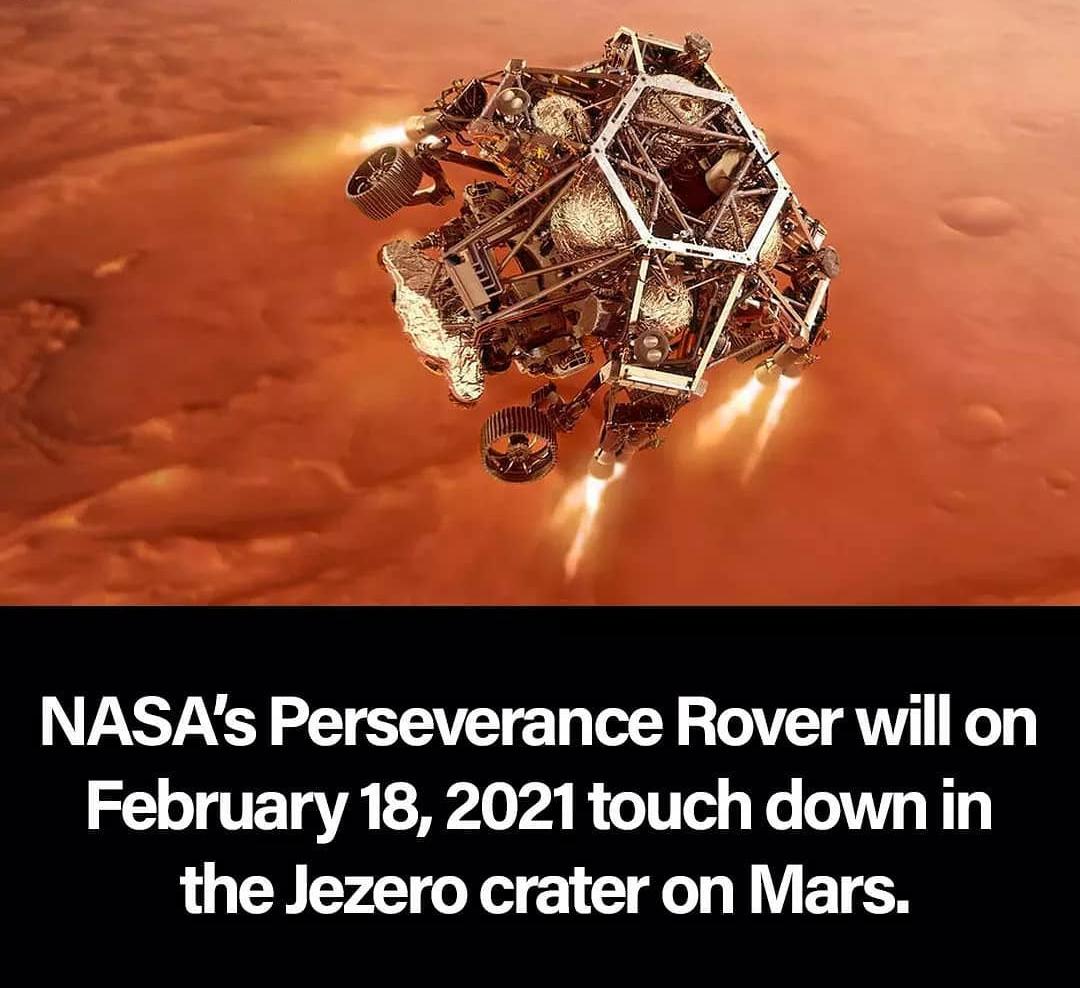 NASA’s Perseverance Rover will on
February 18, 2021 touch down in
the Jezero crater on Mars.